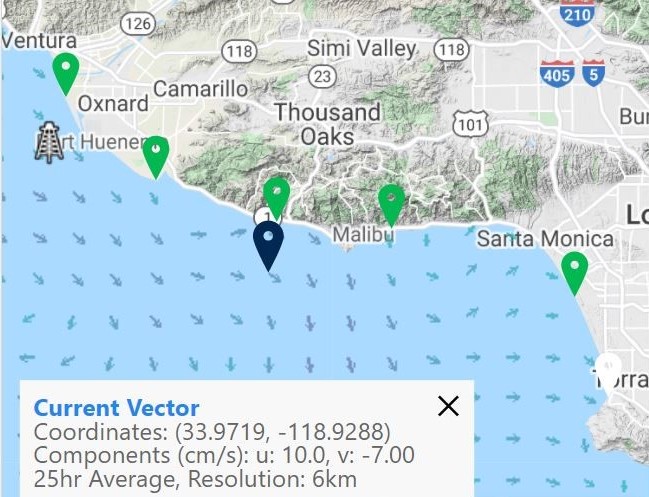 126
210
Ventura
118
Simi Valley
118
23
405
5
Camarillo
Oxnard
Thousand
Oaks
101
Bur
rt Huenem
1
Malibu
Santa Monica
Lo
Torra
Current Vector
Coordinates: (33.9719, -118.9288)
Components (cm/s): u: 10.0, v: -7.00
25hr Average, Resolution: 6km